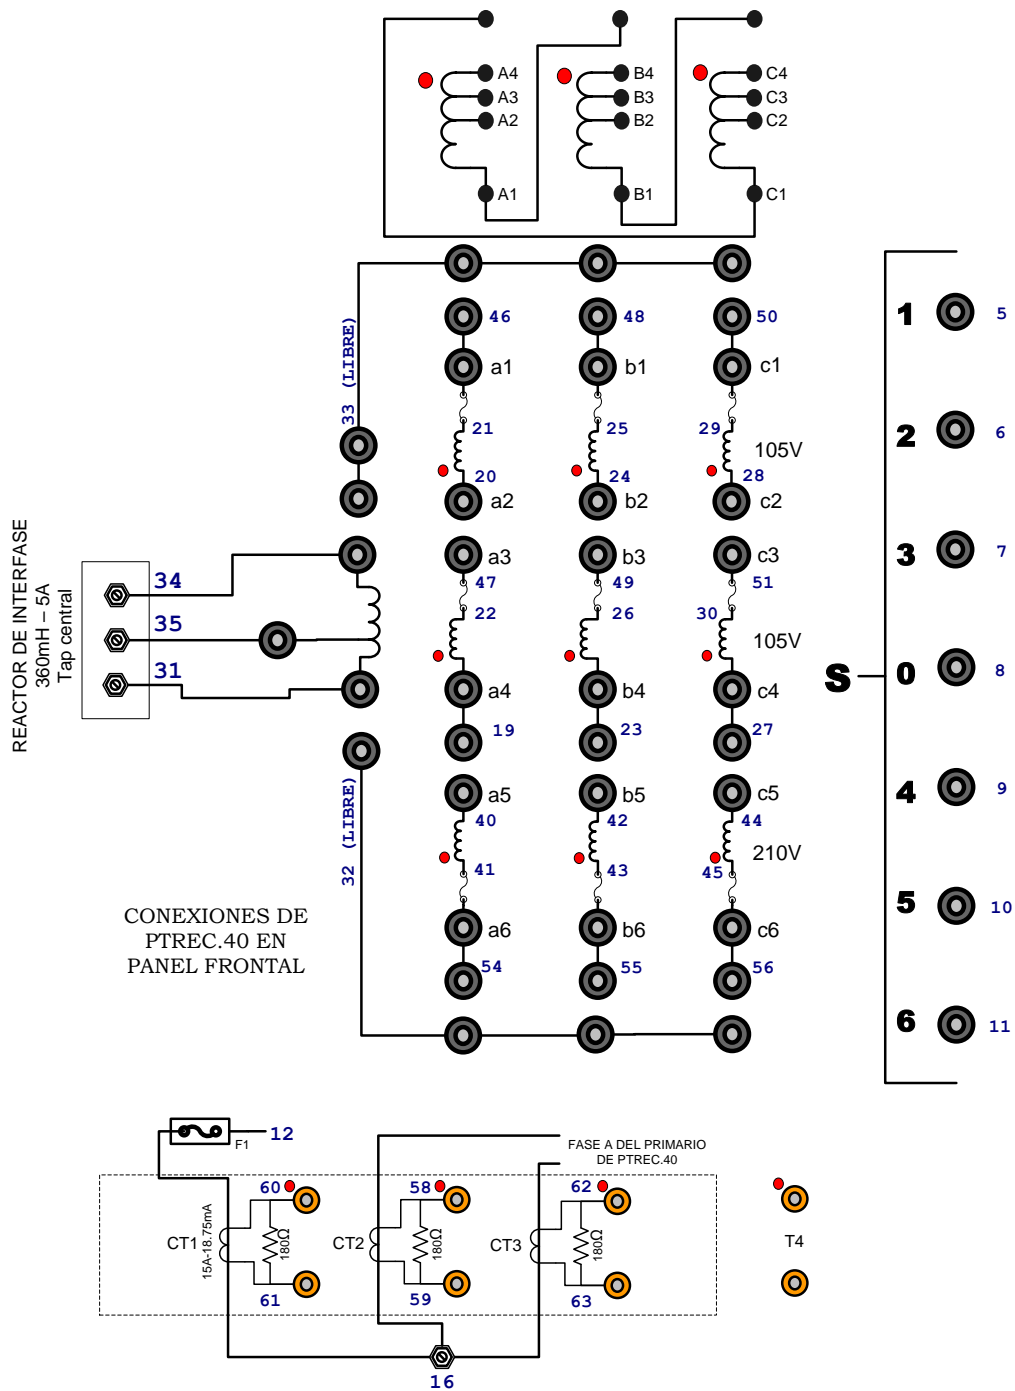 A4 B4 C4
A3 B3 C3
A2 B2 C2
A1 B1 C1
46 48 50
a1 b1 c1
33 (LIBRE)
21 25 29
105V
20 24 28
a2 b2 c2
a3 b3 c3
47 49 51
22 26 30
105V
a4 b4 c4
19 23 27
a5 b5 c5
40 42 44
210V
41 43 45
a6 b6 c6
54 55 56
32 (LIBRE)
REACTOR DE INTERFASE
360mH – 5A
Tap central
34
35
31
CONEXIONES DE
PTREC.40 EN
PANEL FRONTAL
S
1 5
2 6
3 7
0 8
4 9
5 10
6 11
F1
12
FASE A DEL PRIMARIO
DE PTREC.40
60 58 62
CT1
15A-18.75mA
180Ω
CT2
180Ω
CT3
180Ω
T4
61 59 63
16